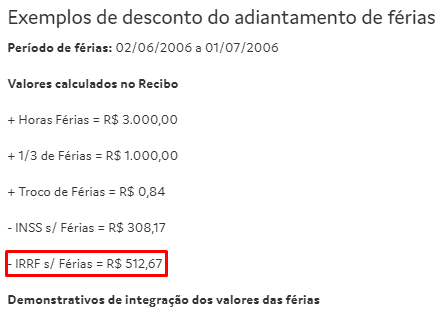 Exemplos de desconto do adiantamento de férias
Período de férias: 02/06/2006 a 01/07/2006
Valores calculados no Recibo
+ Horas Férias = R$ 3.000,00
+ 1/3 de Férias = R$ 1.000,00
+ Troco de Férias = R$ 0,84
- INSS s/ Férias = R$ 308,17
- IRRF s/ Férias = R$ 512,67
Demonstrativos de integração dos valores das férias